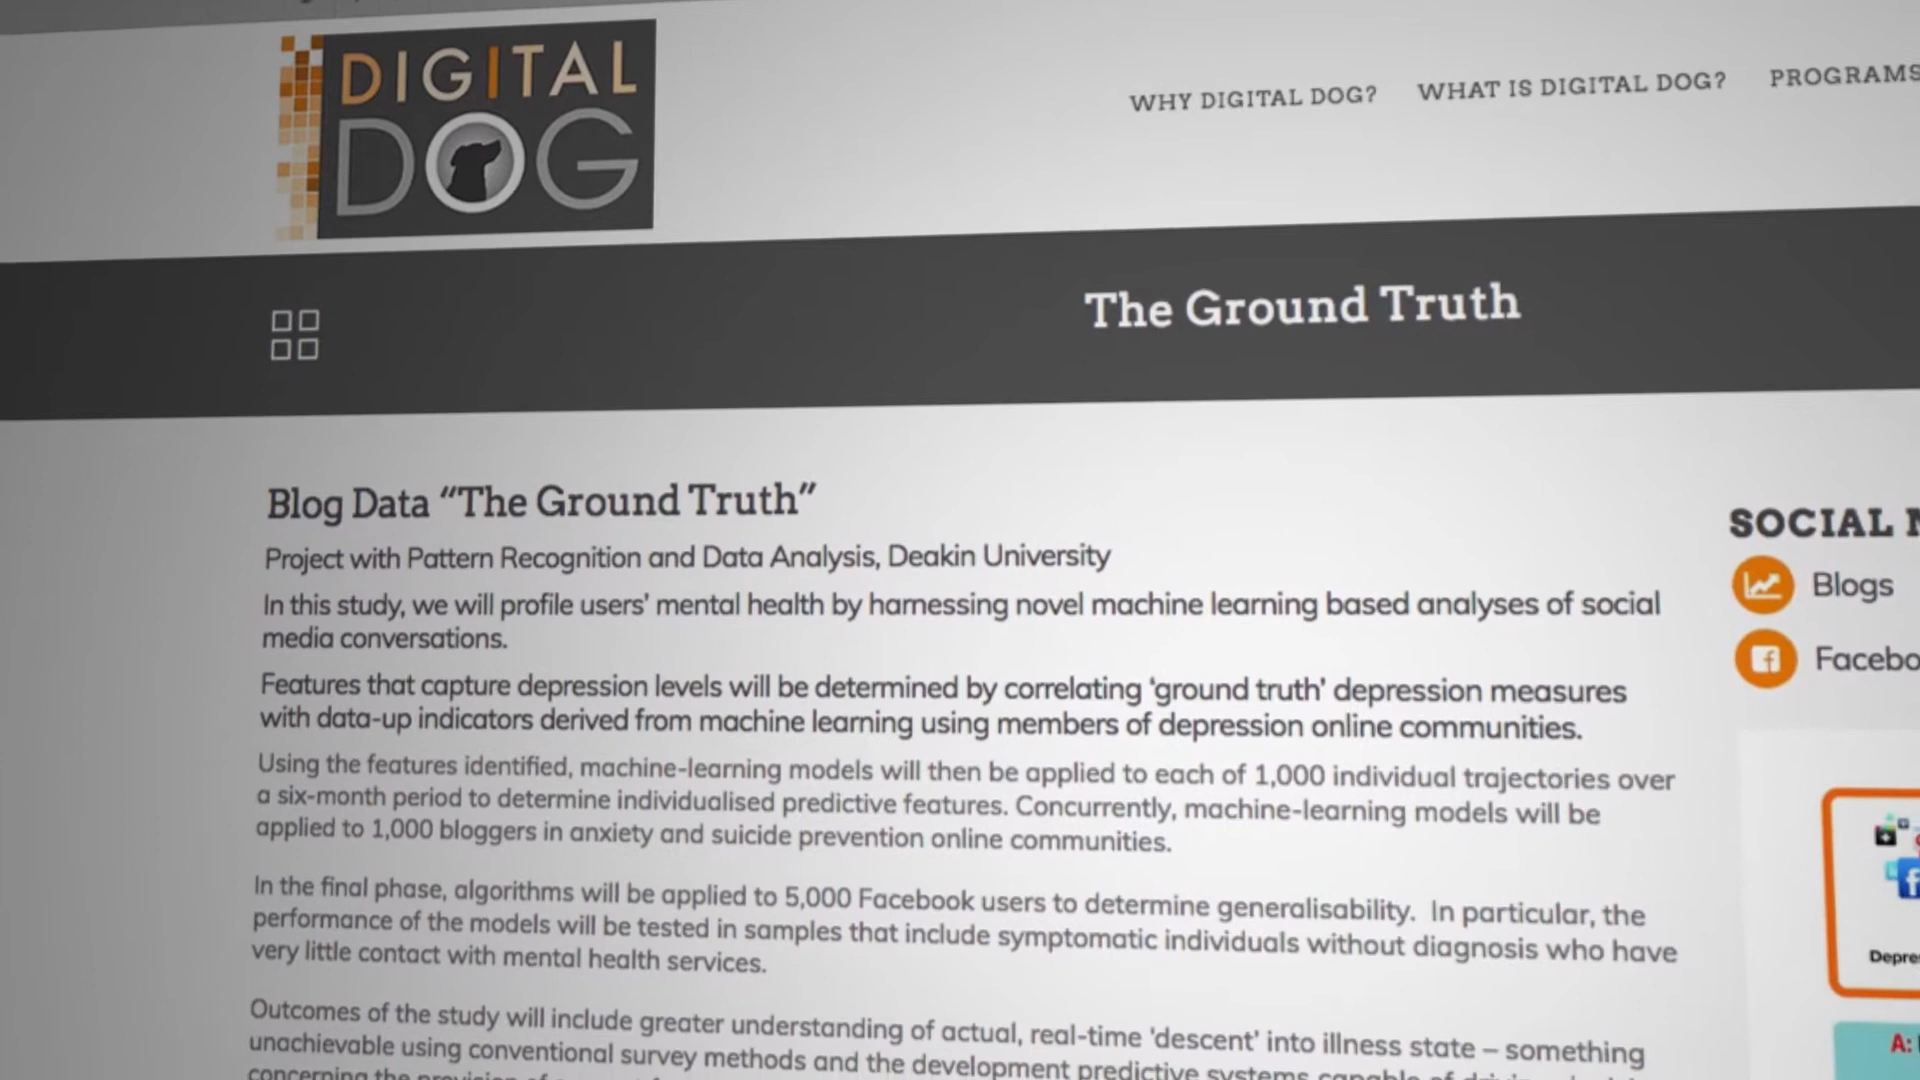 DIGITAL
DOG
WHY DIGITAL DOG? WHAT IS DIGITAL DOG? PROGRAMS
The Ground Truth
Blog Data “The Ground Truth”
Project with Pattern Recognition and Data Analysis, Deakin University
In this study, we will profile users’ mental health by harnessing novel machine learning based analyses of social
media conversations.
Features that capture depression levels will be determined by correlating ‘ground truth’ depression measures
with data-up indicators derived from machine learning using members of depression online communities.
Using the features identified, machine-learning models will then be applied to each of 1,000 individual trajectories over
a six-month period to determine individualised predictive features. Concurrently, machine-learning models will be
applied to 1,000 bloggers in anxiety and suicide prevention online communities.
In the final phase, algorithms will be applied to 5,000 Facebook users to determine generalisability. In particular, the
performance of the models will be tested in samples that include symptomatic individuals without diagnosis who have
very little contact with mental health services.
Outcomes of the study will include greater understanding of actual, real-time ‘descent’ into illness state – something
unachievable using conventional survey methods and the development predictive systems capable of
concerning the
SOCIAL
Blogs
Facebo
Depre
A: